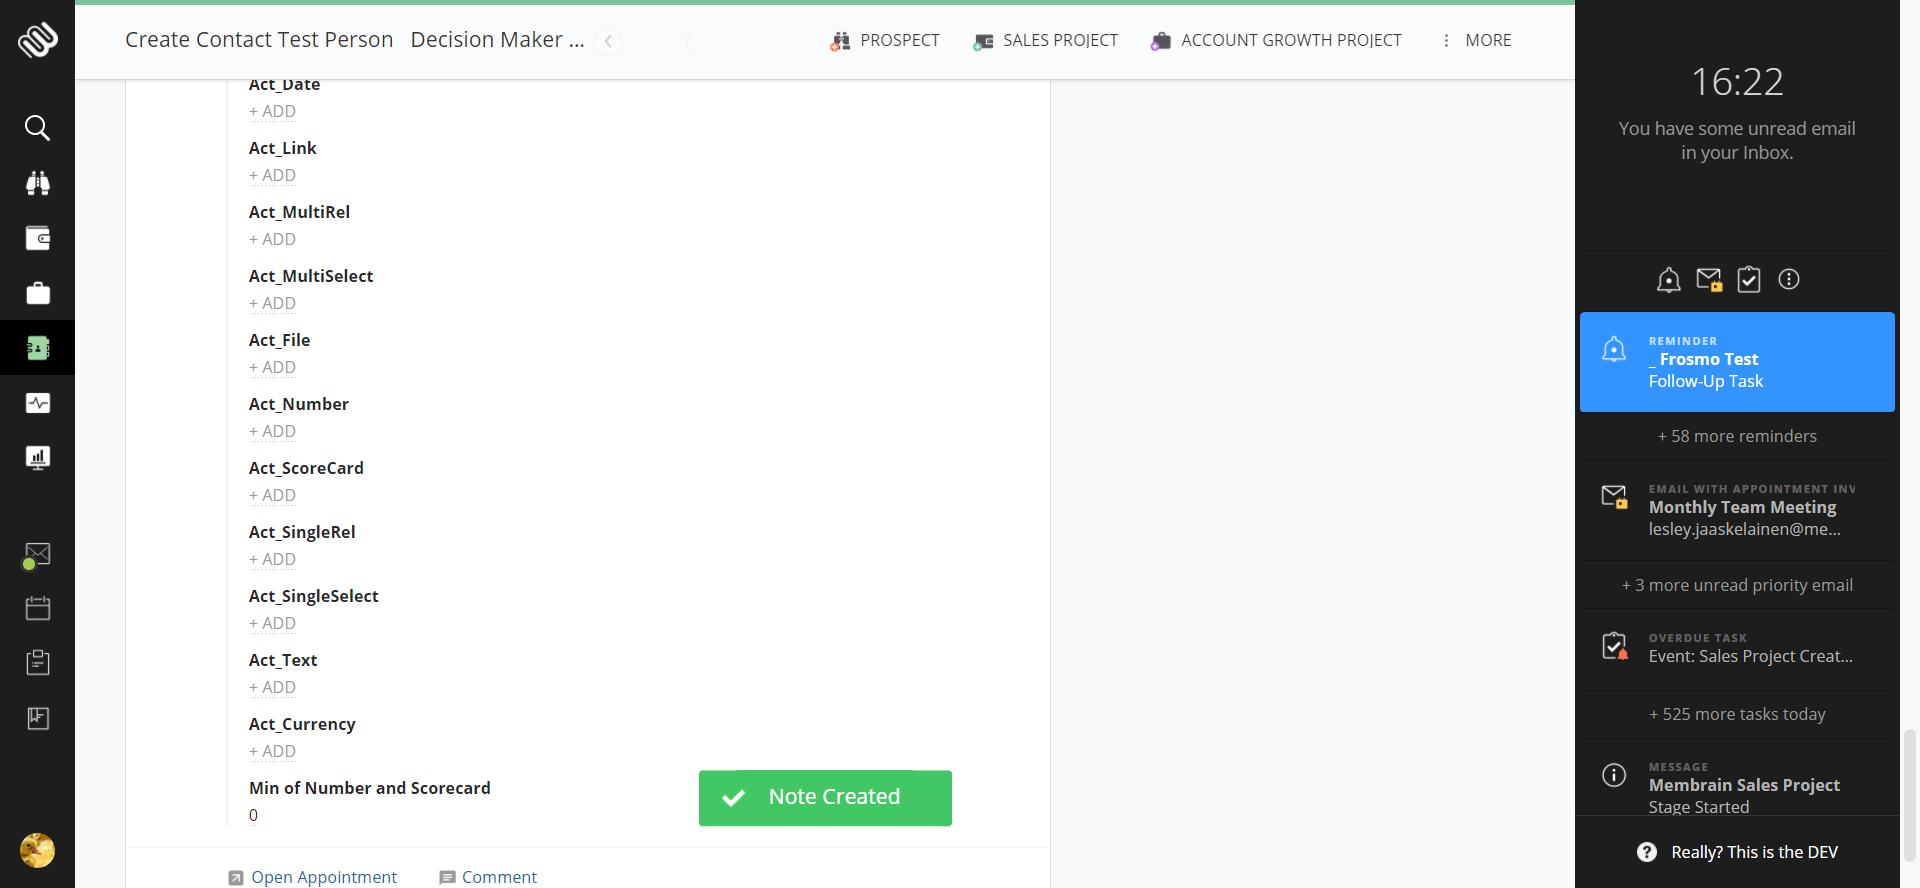 Create Contact Test Person Decision Maker ...
PROSPECT
SALES PROJECT
ACCOUNT GROWTH PROJECT
MORE
Act_Date
+ ADD
Act_Link
+ ADD
Act_MultiRel
+ ADD
Act_MultiSelect
+ ADD
Act_File
+ ADD
Act_Number
+ ADD
Act_ScoreCard
+ ADD
Act_SingleRel
+ ADD
Act_SingleSelect
+ ADD
Act_Text
+ ADD
Act_Currency
+ ADD
Min of Number and Scorecard
0
Note Created
Open Appointment
Comment
16:22
You have some unread email
in your Inbox.
REMINDER
_ Frosmo Test
Follow-Up Task
+ 58 more reminders
EMAIL WITH APPOINTMENT INV
Monthly Team Meeting
lesley.jaaskelainen@me...
+ 3 more unread priority email
OVERDUE TASK
Event: Sales Project Creat...
+ 525 more tasks today
MESSAGE
Membrain Sales Project
Stage Started
Really? This is the DEV